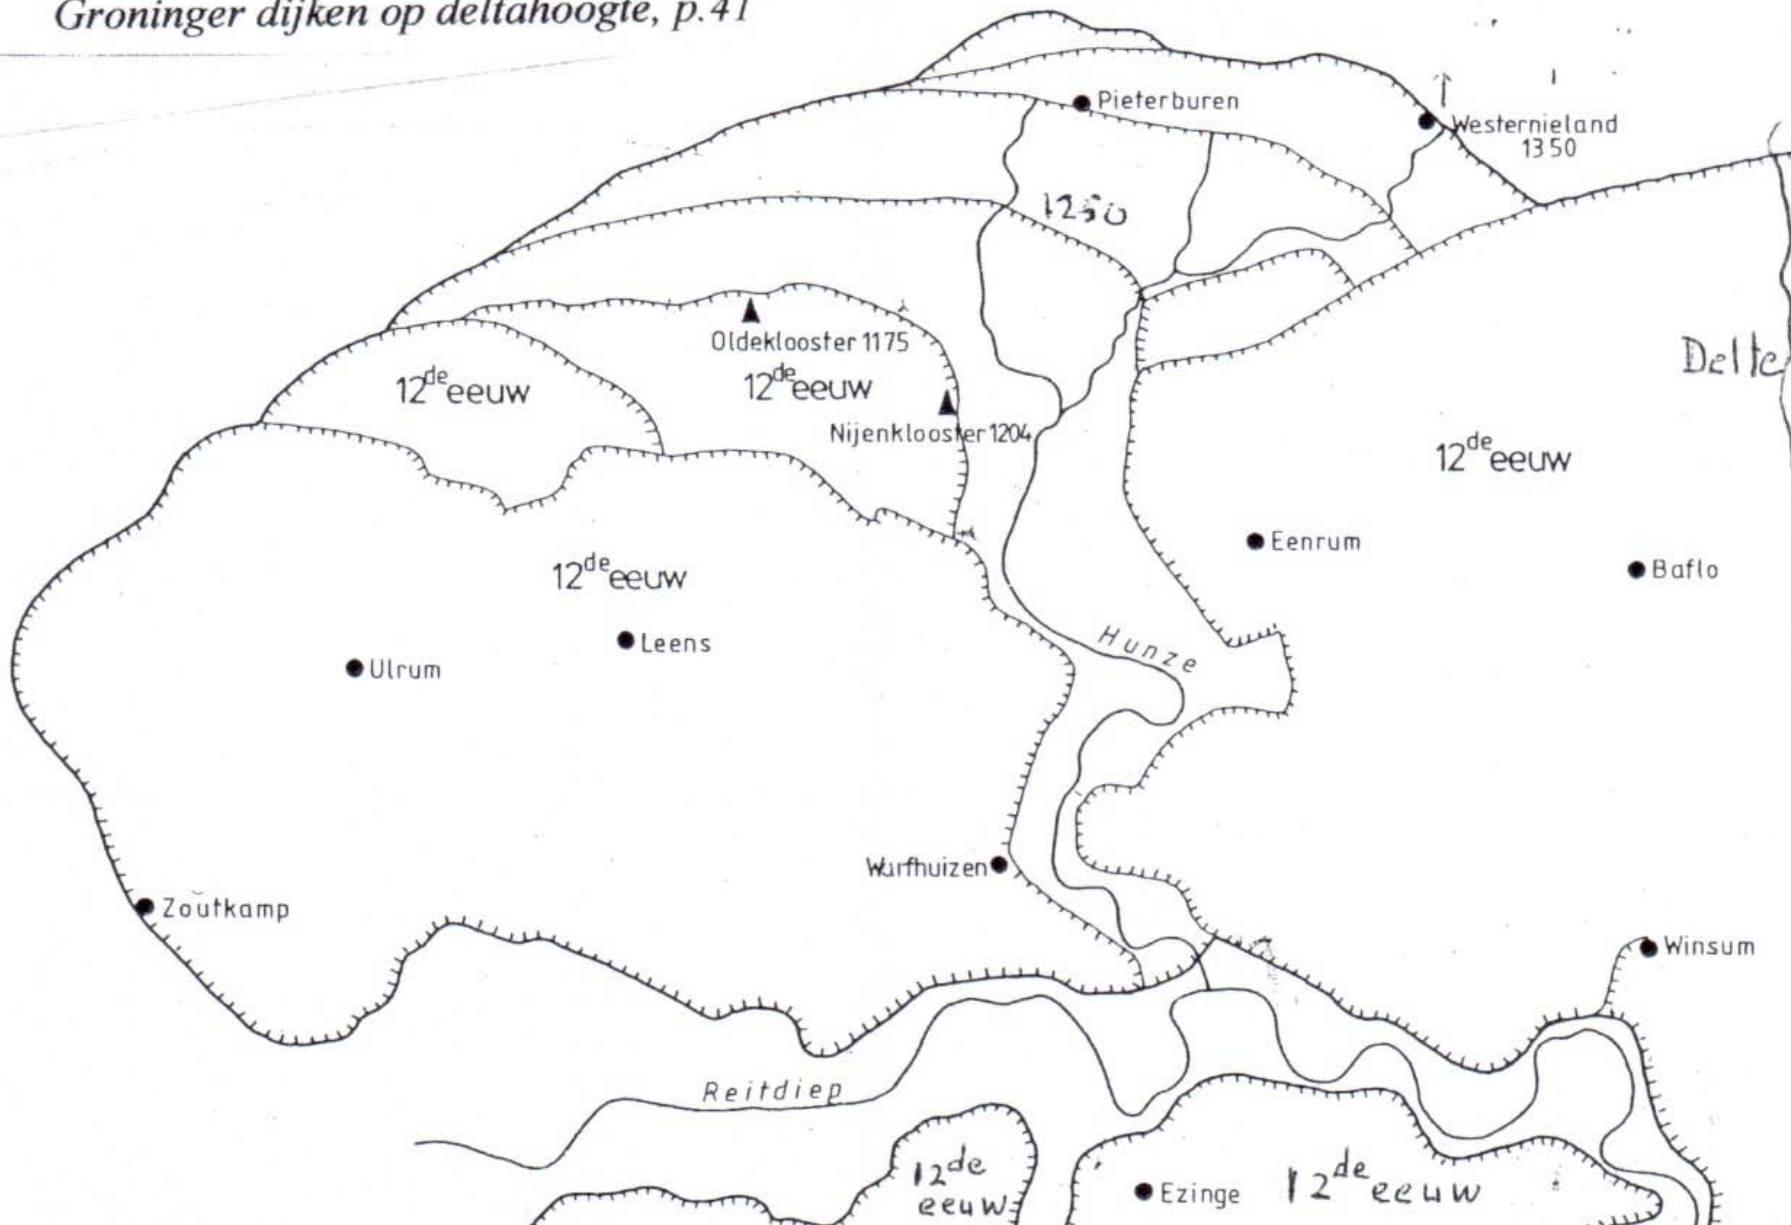 Groninger dijken op deltahoogte, p.41
Pieterburen
Westernieland
1350
1250
Oldeklooster 1175
12de eeuw
12de eeuw
Nijenklooster 1204
Delte
12de eeuw
Eenrum
Baflo
12de eeuw
Leens
Ulrum
Hunze
Warfhuizen
Zoutkamp
Winsum
Reitdiep
12de
eeuw
Ezinge
12de eeuw